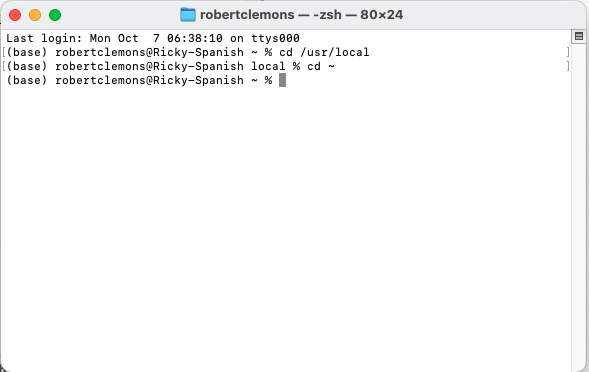 robertclemons — -zsh — 80×24
Last login: Mon Oct  7 06:38:10 on ttys000
[(base) robertclemons@Ricky-Spanish ~ % cd /usr/local ]
[(base) robertclemons@Ricky-Spanish local % cd ~ ]
(base) robertclemons@Ricky-Spanish ~ %